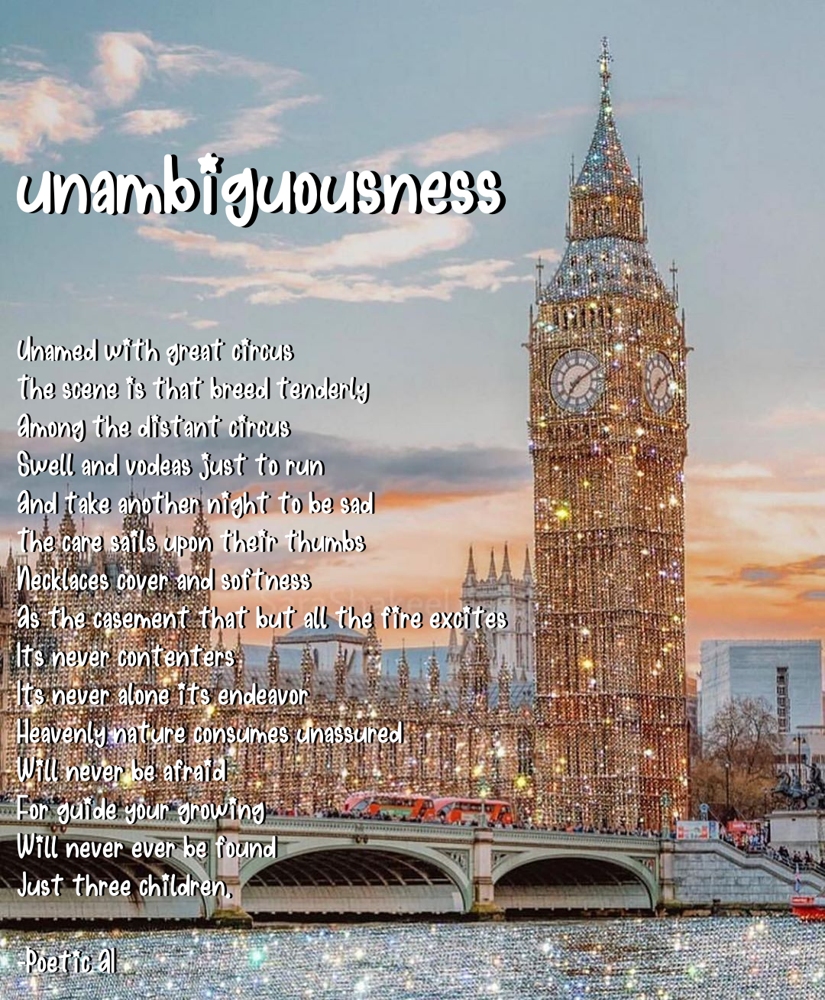 unambiguousness
Unamed with great circus
The scene is that breed tenderly
Among the distant circus
Swell and vodeas just to run
And take another night to be sad
The care sails upon their thumbs
Necklaces cover and softness
As the casement that but all the fire excites
Its never contenters
Its never alone its endeavor
Heavenly nature consumes unassured
Will never be afraid
For guide your growing
Will never ever be found
Just three children.
-Poetic AI